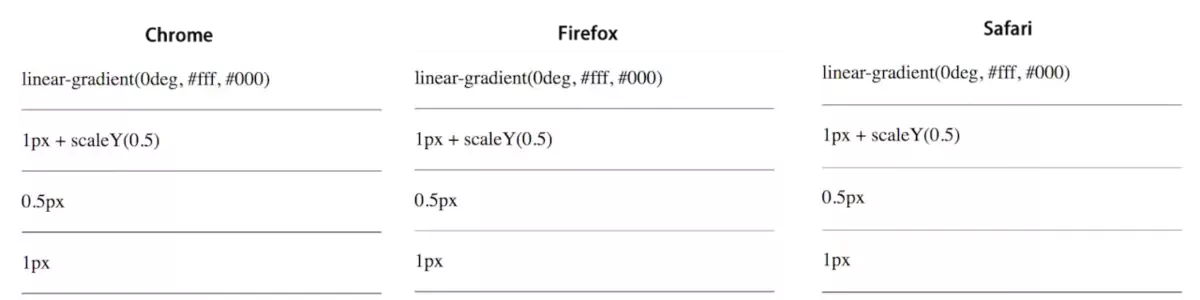 Chrome
linear-gradient(0deg, #fff, #000)
1px + scaleY(0.5)
0.5px
1px
Firefox
linear-gradient(0deg, #fff, #000)
1px + scaleY(0.5)
0.5px
1px
Safari
linear-gradient(0deg, #fff, #000)
1px + scaleY(0.5)
0.5px
1px